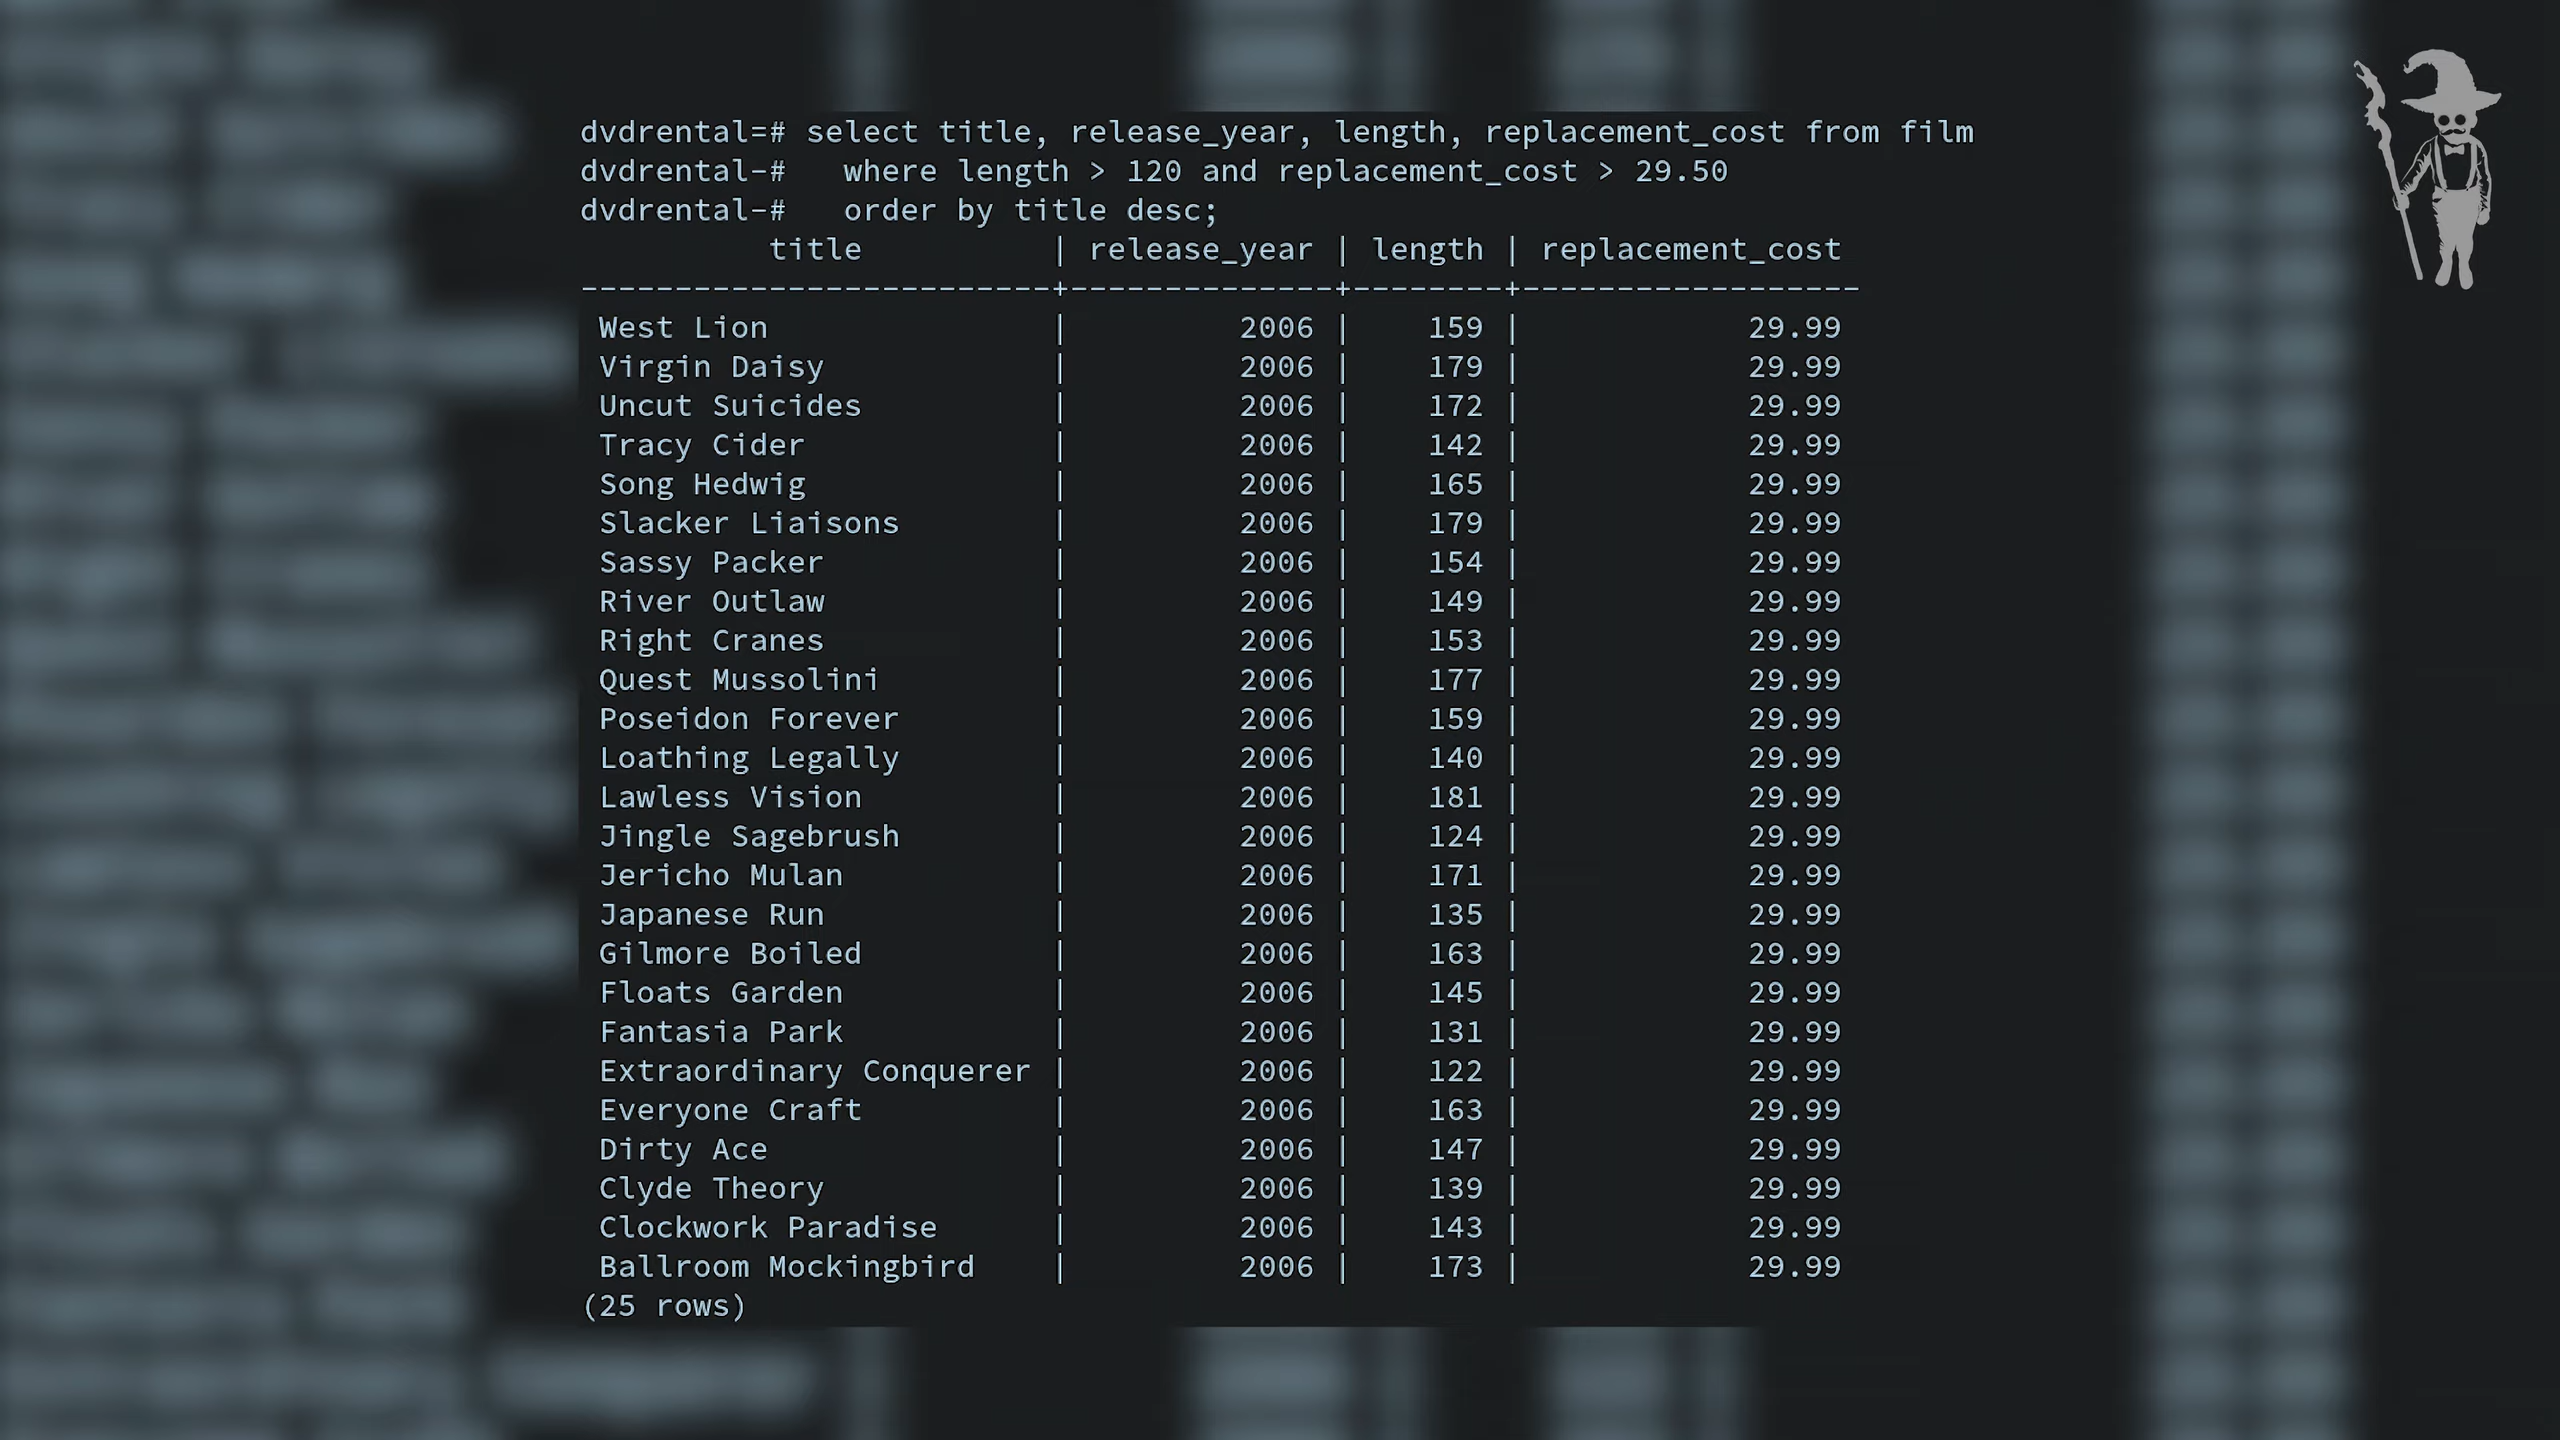 dvdrental=# select title, release_year, length, replacement_cost from film
dvdrental-#   where length > 120 and replacement_cost > 29.50
dvdrental-#   order by title desc;
          title          | release_year | length | replacement_cost
-------------------------+--------------+--------+------------------
 West Lion               |         2006 |    159 |            29.99
 Virgin Daisy            |         2006 |    179 |            29.99
 Uncut Suicides          |         2006 |    172 |            29.99
 Tracy Cider             |         2006 |    142 |            29.99
 Song Hedwig             |         2006 |    165 |            29.99
 Slacker Liaisons        |         2006 |    179 |            29.99
 Sassy Packer            |         2006 |    154 |            29.99
 River Outlaw            |         2006 |    149 |            29.99
 Right Cranes            |         2006 |    153 |            29.99
 Quest Mussolini         |         2006 |    177 |            29.99
 Poseidon Forever        |         2006 |    159 |            29.99
 Loathing Legally        |         2006 |    140 |            29.99
 Lawless Vision          |         2006 |    181 |            29.99
 Jingle Sagebrush        |         2006 |    124 |            29.99
 Jericho Mulan           |         2006 |    171 |            29.99
 Japanese Run            |         2006 |    135 |            29.99
 Gilmore Boiled          |         2006 |    163 |            29.99
 Floats Garden           |         2006 |    145 |            29.99
 Fantasia Park           |         2006 |    131 |            29.99
 Extraordinary Conquerer |         2006 |    122 |            29.99
 Everyone Craft          |         2006 |    163 |            29.99
 Dirty Ace               |         2006 |    147 |            29.99
 Clyde Theory            |         2006 |    139 |            29.99
 Clockwork Paradise      |         2006 |    143 |            29.99
 Ballroom Mockingbird    |         2006 |    173 |            29.99
(25 rows)